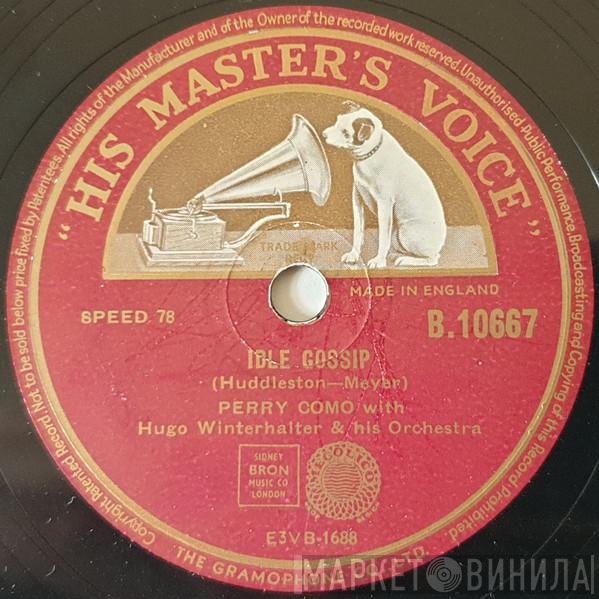 "HIS MASTER'S VOICE"
Copyright Patented Record. Not to be sold below price fixed by Patentees. All rights of the Manufacturer and of the Owner of the recorded work reserved. Unauthorised Public Performance, Broadcasting and Copying of this Record Prohibited.
TRADE MARK
REGD
MADE IN ENGLAND
SPEED 78
B.10667
IDLE GOSSIP
(Huddleston—Meyer)
PERRY COMO with
Hugo Winterhalter & his Orchestra
SIDNEY
BRON
MUSIC CO
LONDON
E3VB-1688
THE GRAMOPHONE CO. LTD.
МАРКЕТ ВИНИЛА